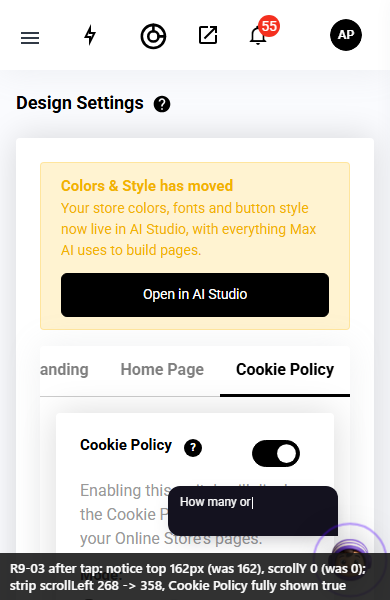 55
AP
Design Settings ?
Colors & Style has moved
Your store colors, fonts and button style
now live in AI Studio, with everything Max
AI uses to build pages.
Open in AI Studio
anding Home Page Cookie Policy
Cookie Policy ?
Enabling this
the Cookie P
your Online Store's pages.
How many or
Mode:
R9-03 after tap: notice top 162px (was 162), scrollY 0 (was 0):
strip scrollLeft 268 -> 358, Cookie Policy fully shown true